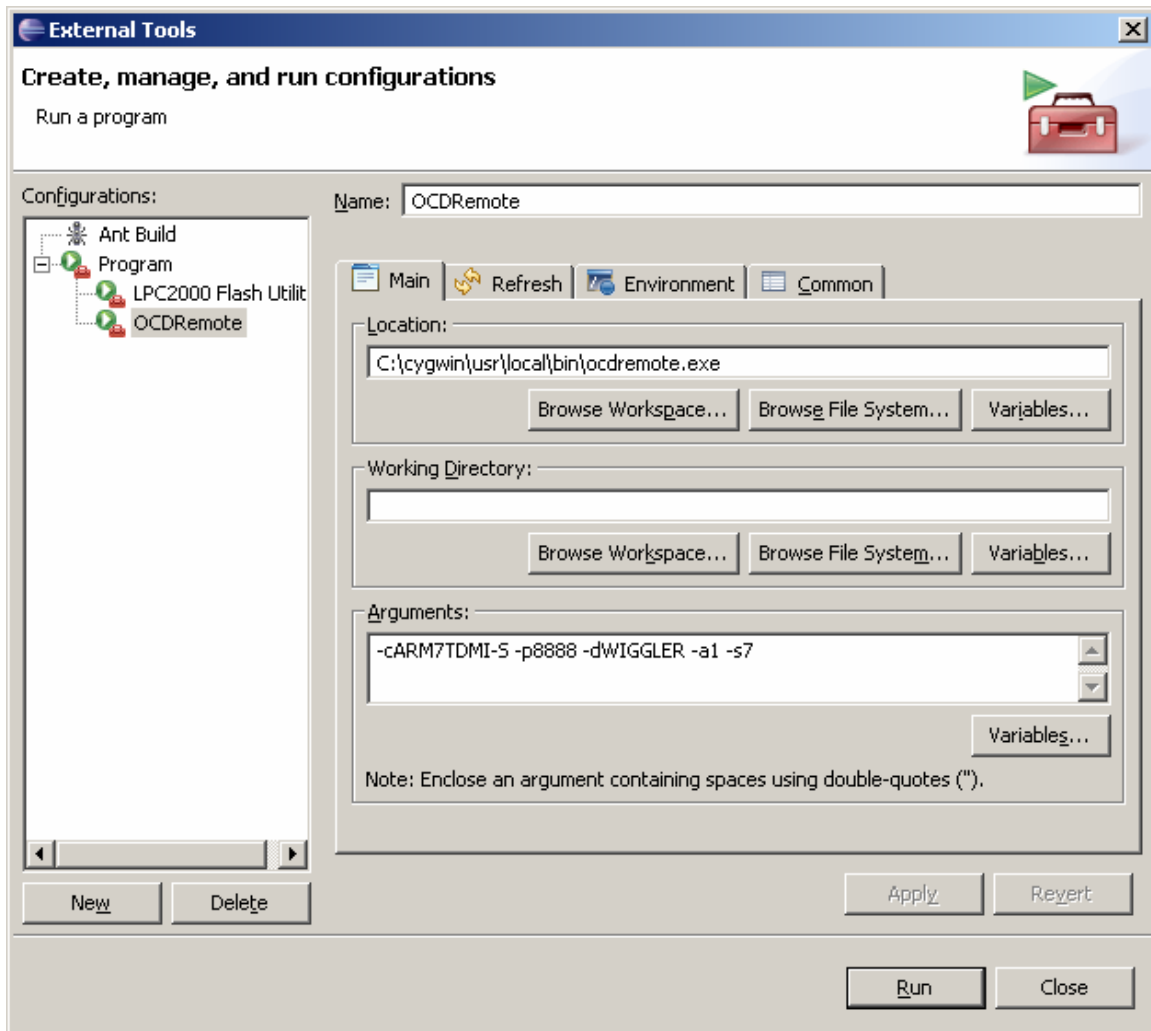 External Tools
Create, manage, and run configurations
Run a program
Configurations:
Name: OCDRemote
Ant Build
Program
LPC2000 Flash Utilit
OCDRemote
Main Refresh Environment Common
Location:
C:\cygwin\usr\local\bin\ocdremote.exe
Browse Workspace... Browse File System... Variables...
Working Directory:
Browse Workspace... Browse File System... Variables...
Arguments:
-cARM7TDMI-S -p8888 -dWIGGLER -a1 -s7
Variables...
Note: Enclose an argument containing spaces using double-quotes (").
New Delete
Apply Revert
Run Close